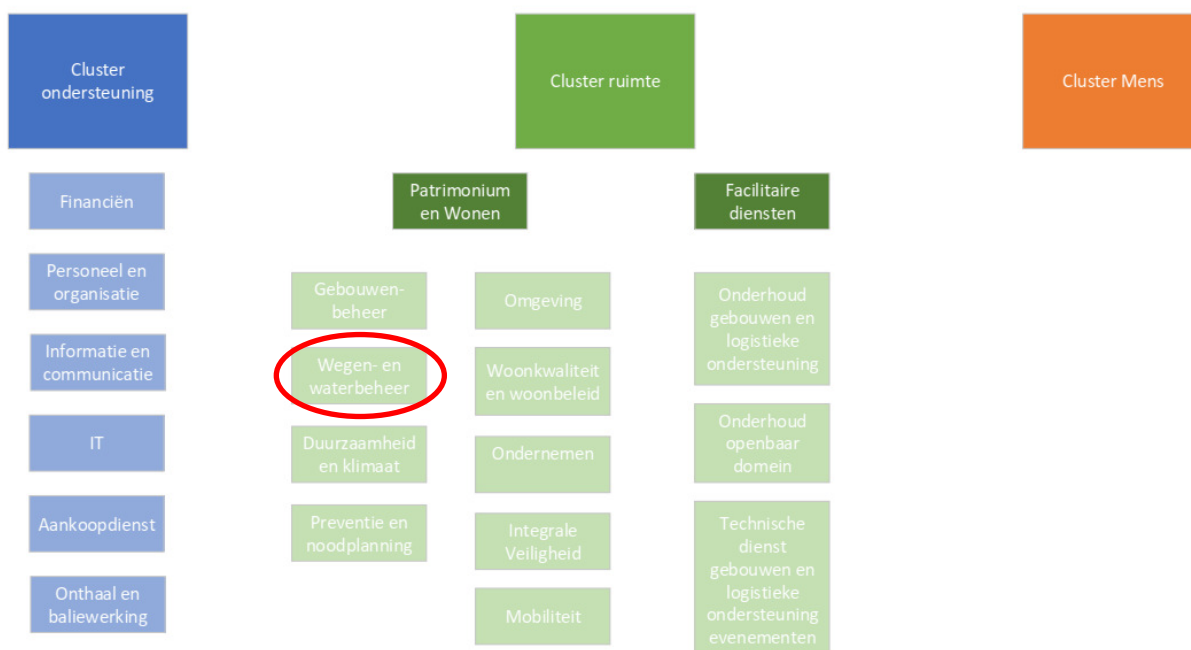 Cluster
ondersteuning
Cluster ruimte
Cluster Mens
Financiën
Personeel en
organisatie
Informatie en
communicatie
IT
Aankoopdienst
Onthaal en
baliewerking
Patrimonium
en Wonen
Gebouwen-
beheer
Wegen- en
waterbeheer
Duurzaamheid
en klimaat
Preventie en
noodplanning
Omgeving
Woonkwaliteit
en woonbeleid
Ondernemen
Integrale
Veiligheid
Mobiliteit
Facilitaire
diensten
Onderhoud
gebouwen en
logistieke
ondersteuning
Onderhoud
openbaar
domein
Technische
dienst
gebouwen en
logistieke
ondersteuning
evenementen